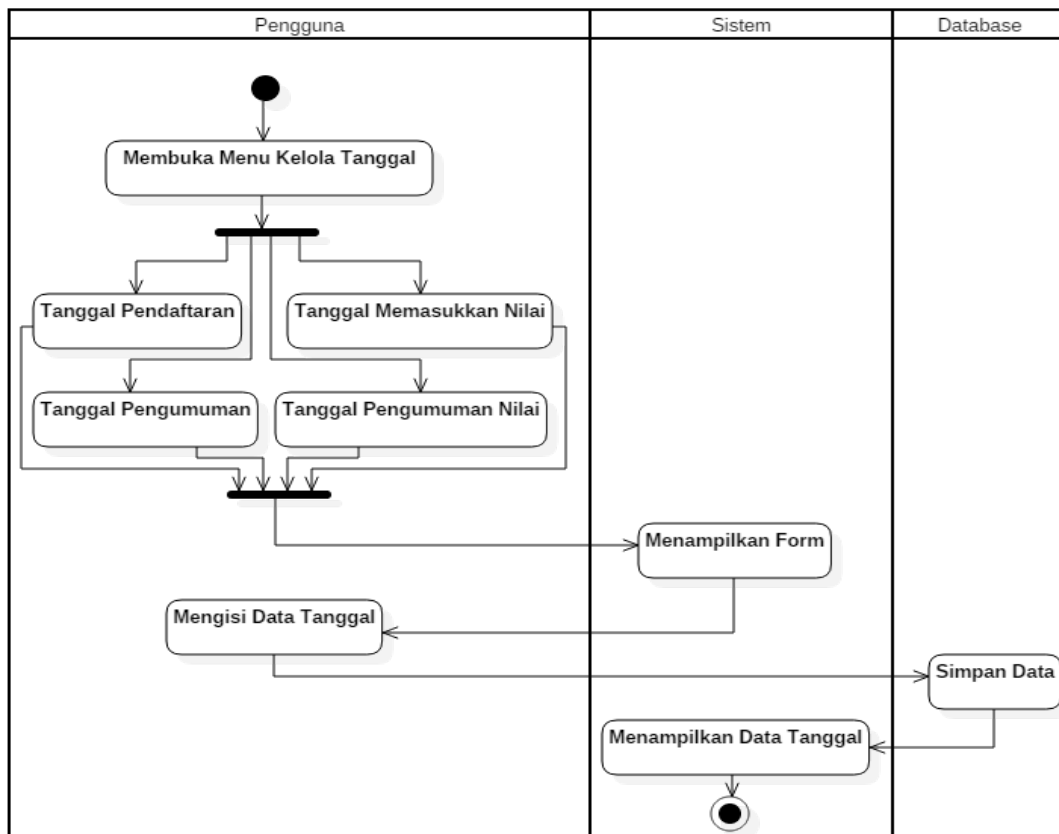 Pengguna
Sistem
Database
Membuka Menu Kelola Tanggal
Tanggal Pendaftaran
Tanggal Memasukkan Nilai
Tanggal Pengumuman
Tanggal Pengumuman Nilai
Menampilkan Form
Mengisi Data Tanggal
Simpan Data
Menampilkan Data Tanggal